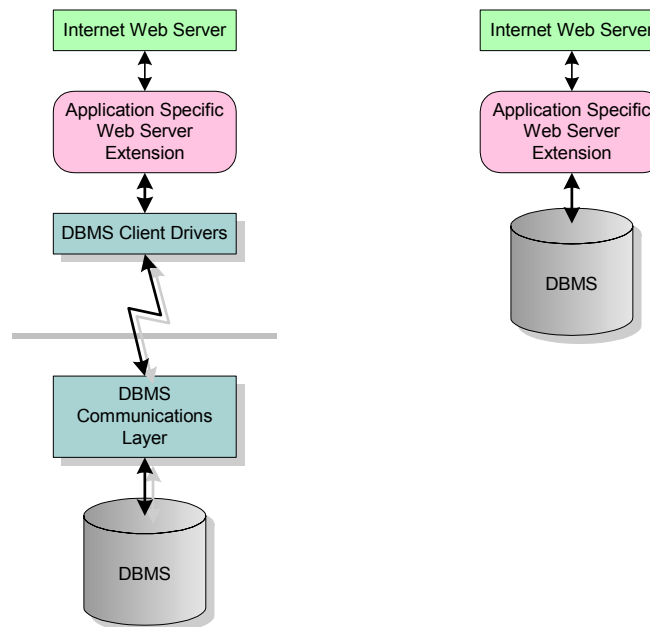 Internet Web Server
Application Specific
Web Server
Extension
DBMS Client Drivers
DBMS
Communications
Layer
DBMS
Internet Web Server
Application Specific
Web Server
Extension
DBMS